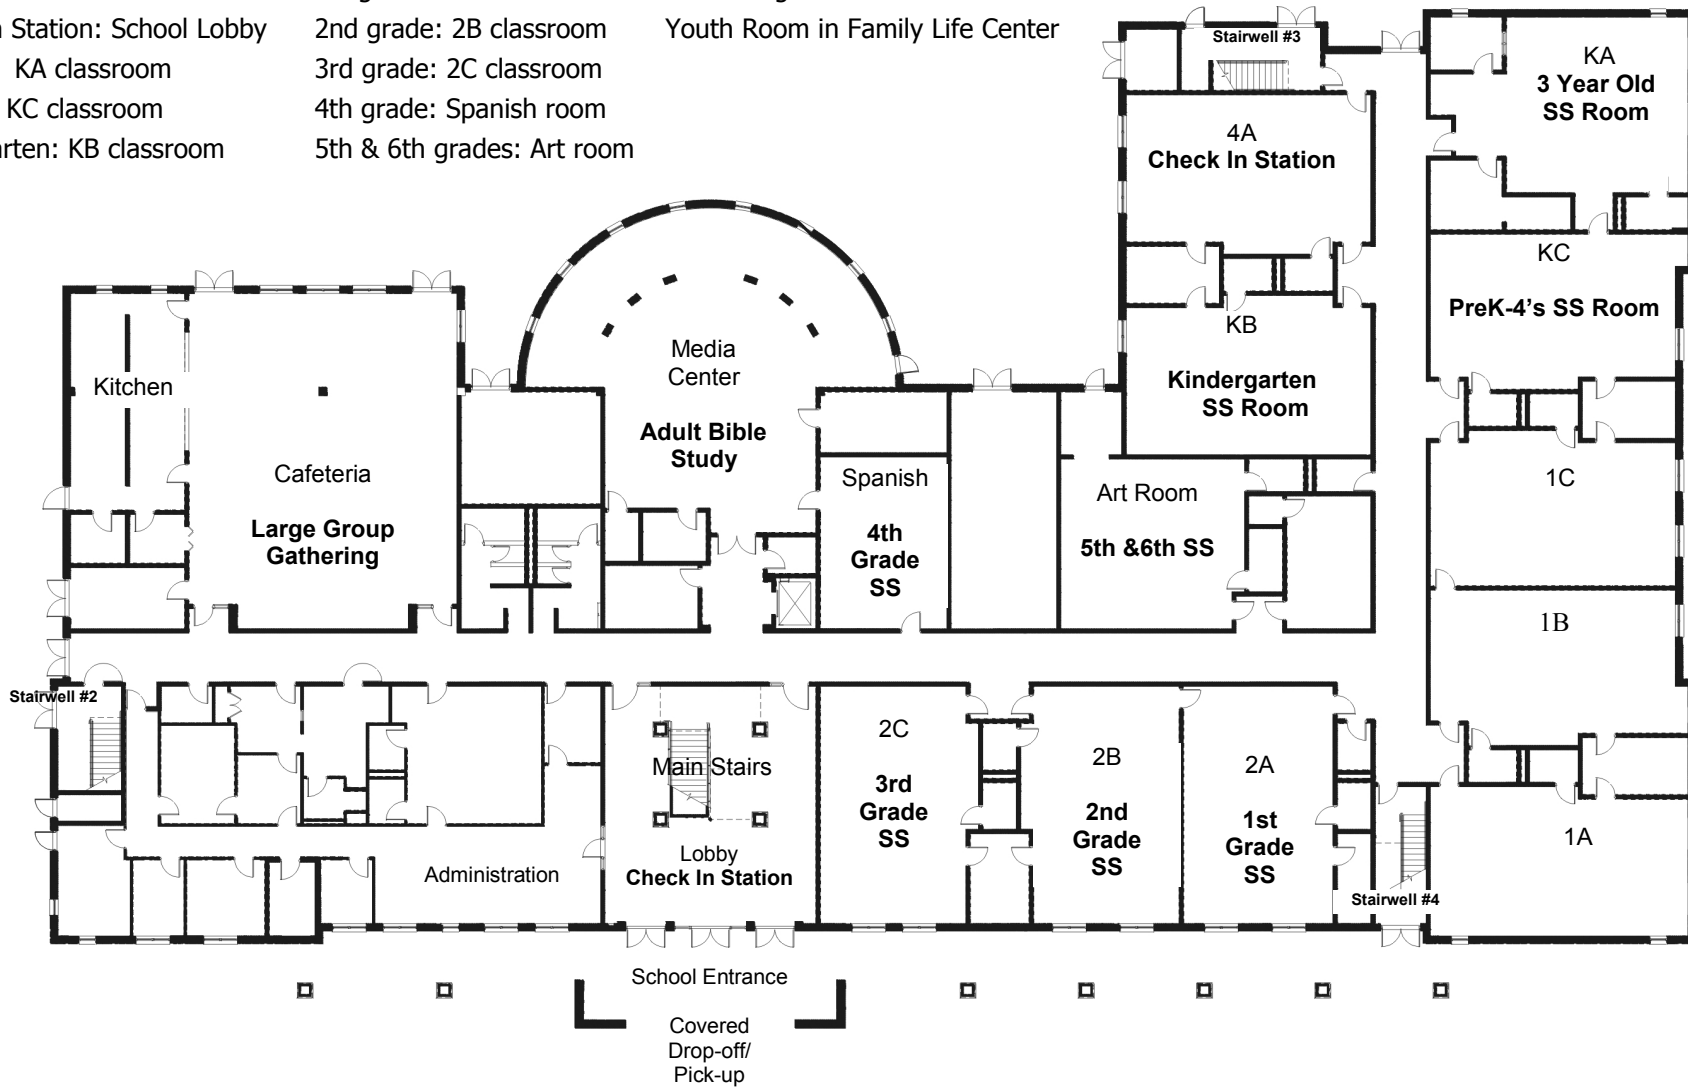 Station: School Lobby
2nd grade: 2B classroom
Youth Room in Family Life Center
KA classroom
3rd grade: 2C classroom
KC classroom
4th grade: Spanish room
KB classroom
5th & 6th grades: Art room
Stairwell #3
KA
3 Year Old
SS Room
4A
Check In Station
KC
PreK-4’s SS Room
KB
Kindergarten
SS Room
Media
Center
Adult Bible
Study
Kitchen
Cafeteria
Large Group
Gathering
Spanish
4th
Grade
SS
Art Room
5th &6th SS
1C
1B
Stairwell #2
Main Stairs
Lobby
Check In Station
Administration
2C
3rd
Grade
SS
2B
2nd
Grade
SS
2A
1st
Grade
SS
1A
Stairwell #4
School Entrance
Covered
Drop-off/
Pick-up